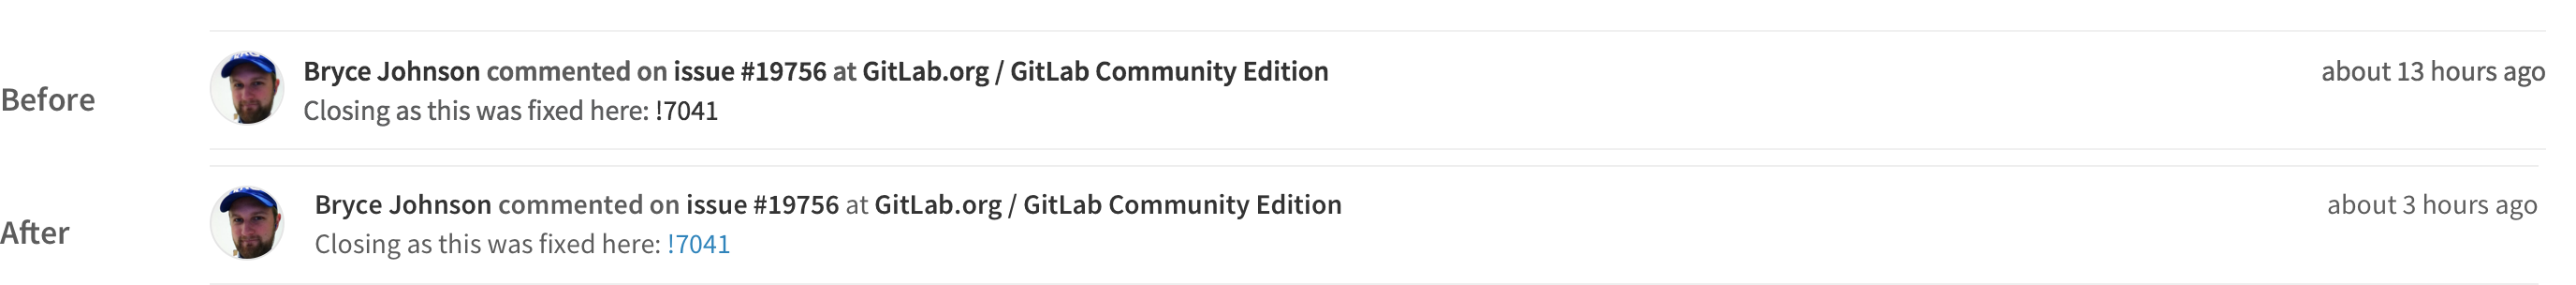 Bryce Johnson commented on issue #19756 at GitLab.org / GitLab Community Edition about 13 hours ago
Before
Closing as this was fixed here: !7041
Bryce Johnson commented on issue #19756 at GitLab.org / GitLab Community Edition about 3 hours ago
After
Closing as this was fixed here: !7041